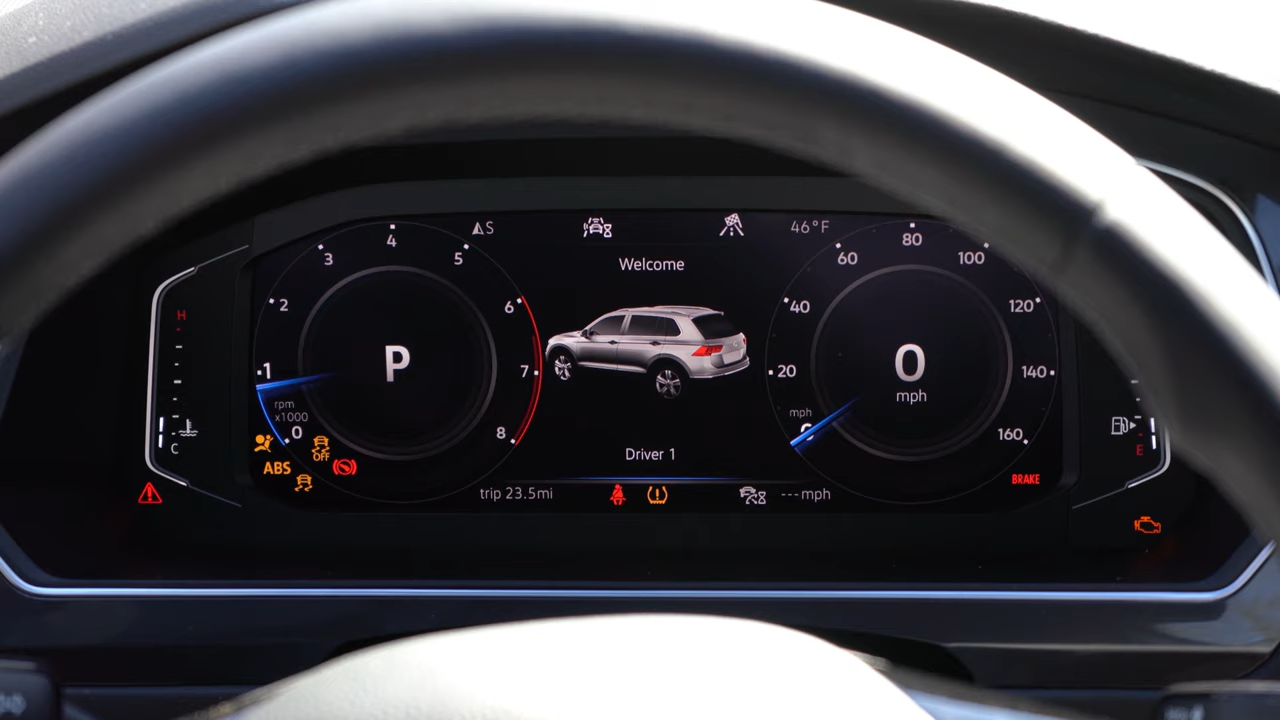 S
46°F
Welcome
H
C
0
1
2
3
4
5
6
7
8
P
rpm
x1000
OFF
ABS
Driver 1
trip 23.5mi
--- mph
mph
20
40
60
80
100
120
140
160
0
mph
E
BRAKE